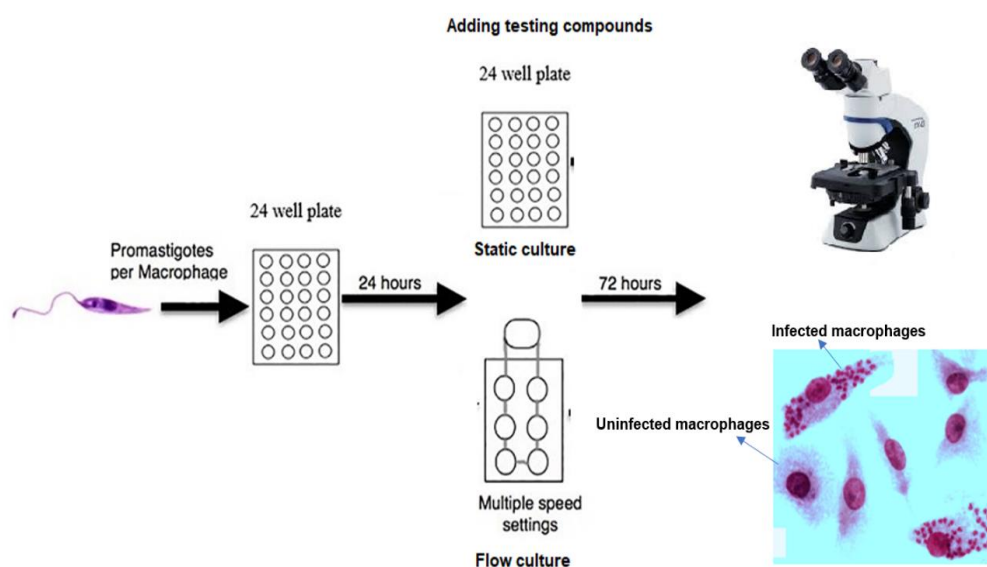 Adding testing compounds
24 well plate
24 well plate
Static culture
Promastigotes
per Macrophage
24 hours
72 hours
Infected macrophages
Uninfected macrophages
Multiple speed
settings
Flow culture